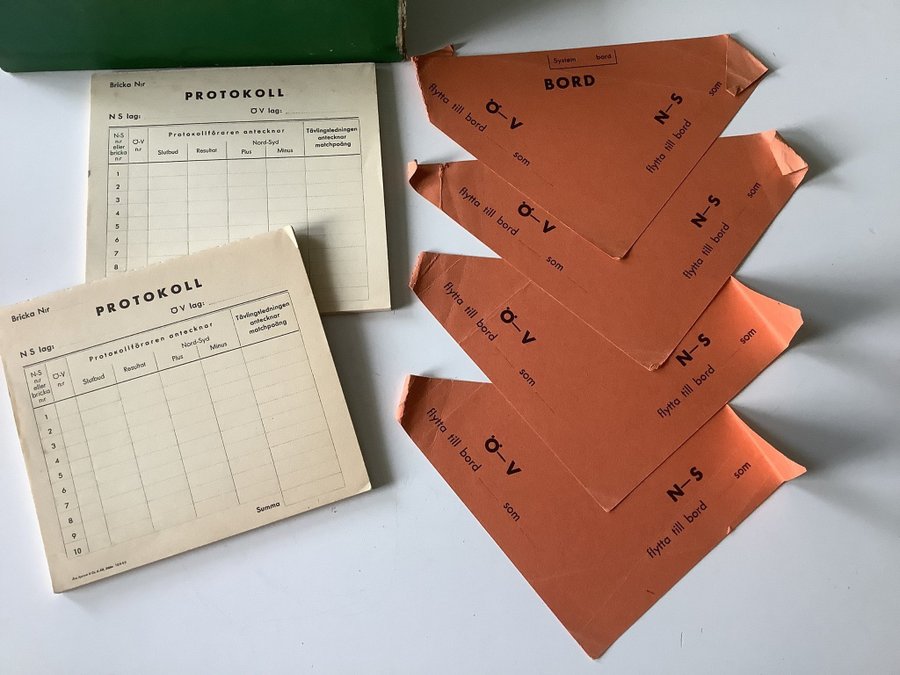 Bricka N:r
PROTOKOLL
N S lag:
Ö V lag:
N-S
nr
eller
bricka
nr
Ö-V
nr
Protokollföraren antecknar
Slutbud
Resultat
Nord-Syd
Plus
Minus
Tävlingsledningen
antecknar
matchpoäng
1
2
3
4
5
6
7
8
Bricka N:r
PROTOKOLL
N S lag:
Ö V lag:
N-S
nr
eller
bricka
nr
Ö-V
nr
Protokollföraren antecknar
Slutbud
Resultat
Nord-Syd
Plus
Minus
Tävlingsledningen
antecknar
matchpoäng
1
2
3
4
5
6
7
8
9
10
Summa
System bord
BORD
Ö—V
flytta till bord
som
N—S
flytta till bord
som
Ö—V
flytta till bord
som
N—S
flytta till bord
som
Ö—V
flytta till bord
som
N—S
flytta till bord
som
Ö—V
flytta till bord
som
N—S
flytta till bord
som